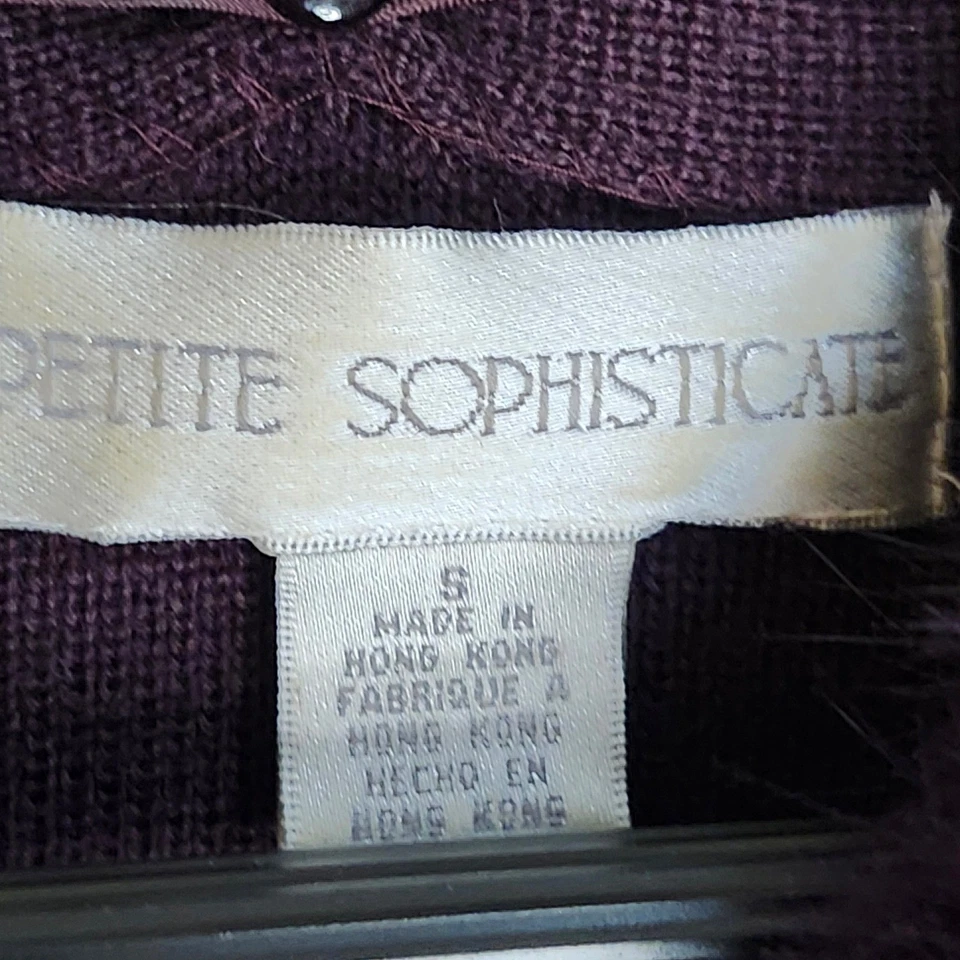 PETITE SOPHISTICATE
S
MADE IN
HONG KONG
FABRIQUE A
HONG KONG
HECHO EN
HONG KONG